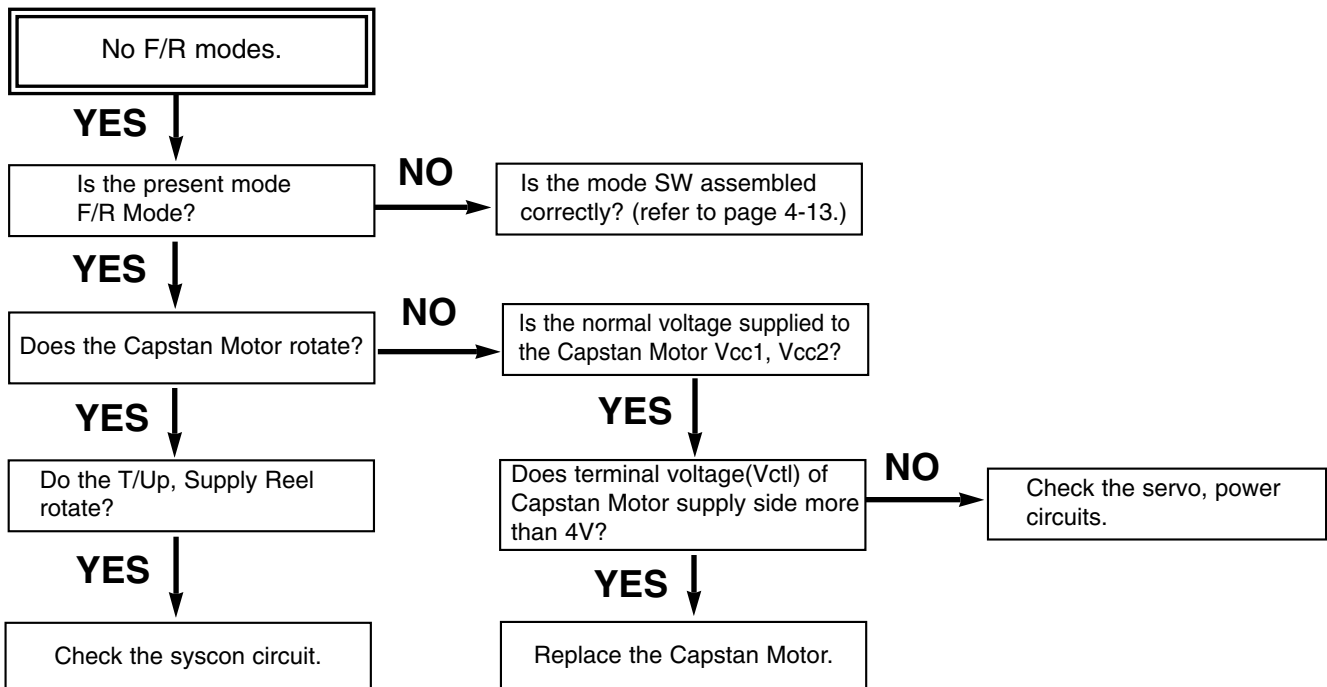 No F/R modes.
YES
Is the present mode
F/R Mode?
NO
Is the mode SW assembled
correctly? (refer to page 4-13.)
YES
Does the Capstan Motor rotate?
NO
Is the normal voltage supplied to
the Capstan Motor Vcc1, Vcc2?
YES
YES
Do the T/Up, Supply Reel
rotate?
Does terminal voltage(Vctl) of
Capstan Motor supply side more
than 4V?
NO
Check the servo, power
circuits.
YES
YES
Check the syscon circuit.
Replace the Capstan Motor.